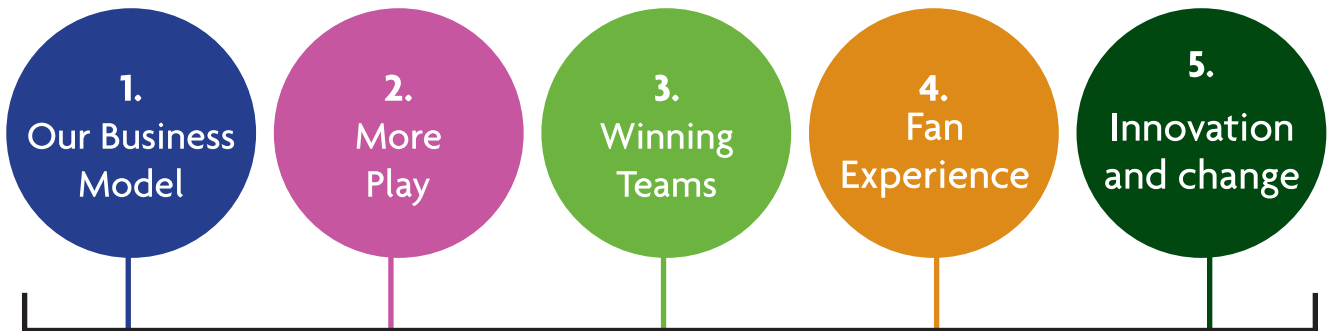 1.
Our Business
Model
2.
More
Play
3.
Winning
Teams
4.
Fan
Experience
5.
Innovation
and change